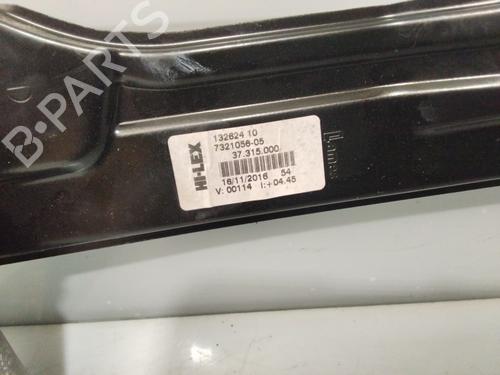 B-PARTS
HI-LEX
132624 10
7321056-05
37.315.000
16/11/2016 54
V: 00114 I:+04.45